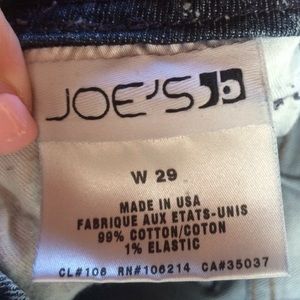 JOE'S
W 29
MADE IN USA
FABRIQUE AUX ETATS-UNIS
99% COTTON/COTON
1% ELASTIC
CL#106 RN#106214 CA#35037